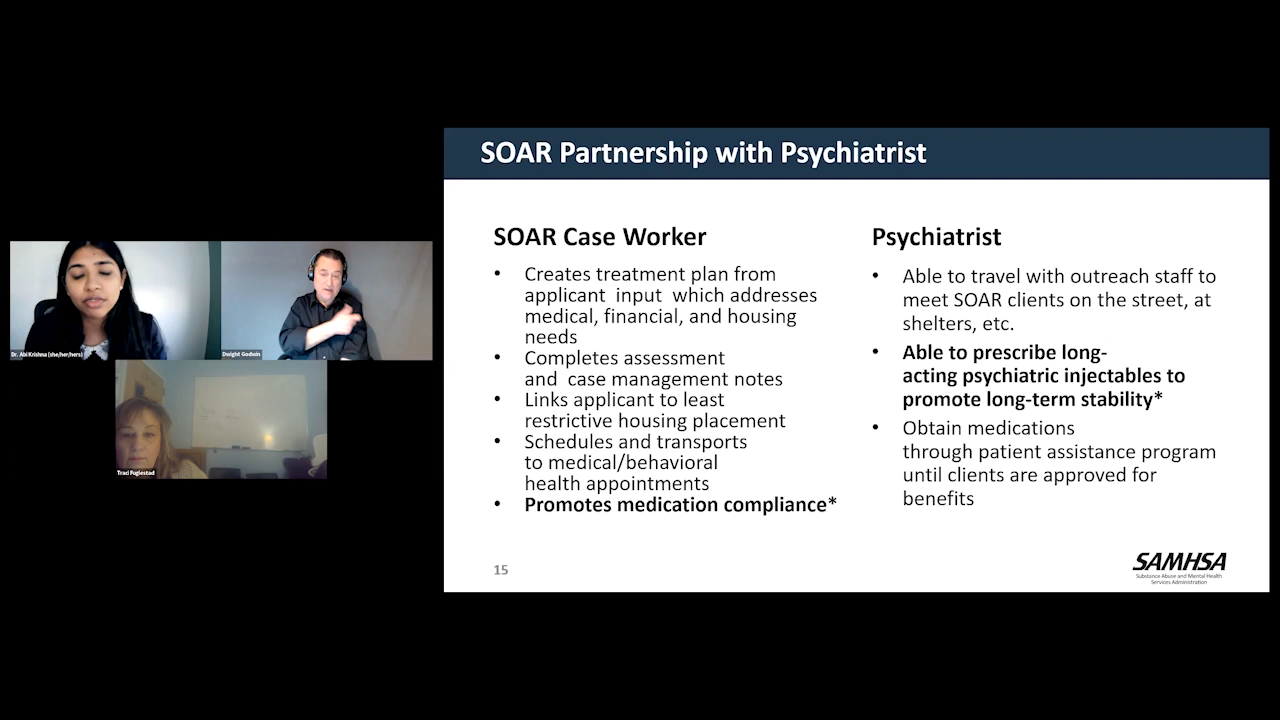 SOAR Partnership with Psychiatrist
SOAR Case Worker
• Creates treatment plan from
applicant input which addresses
medical, financial, and housing
needs
• Completes assessment
and case management notes
• Links applicant to least
restrictive housing placement
• Schedules and transports
to medical/behavioral
health appointments
• Promotes medication compliance*
Psychiatrist
• Able to travel with outreach staff to
meet SOAR clients on the street, at
shelters, etc.
• Able to prescribe long-
acting psychiatric injectables to
promote long-term stability*
• Obtain medications
through patient assistance program
until clients are approved for
benefits
15
SAMHSA
Substance Abuse and Mental Health
Services Administration
Dr. Abi Krishna (she/her/hers)
Dwight Godwin
Traci Fuglestad